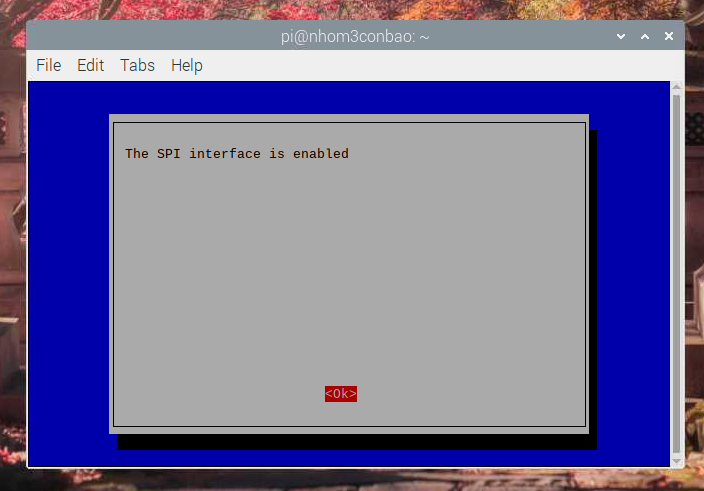 pi@nhom3conbao: ~
File Edit Tabs Help
The SPI interface is enabled
<Ok>